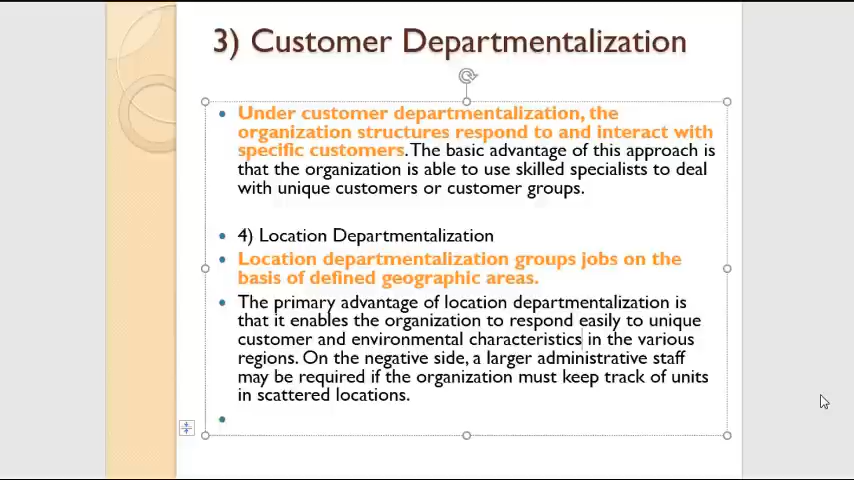 3) Customer Departmentalization
• Under customer departmentalization, the
organization structures respond to and interact with
specific customers. The basic advantage of this approach is
that the organization is able to use skilled specialists to deal
with unique customers or customer groups.
• 4) Location Departmentalization
• Location departmentalization groups jobs on the
basis of defined geographic areas.
• The primary advantage of location departmentalization is
that it enables the organization to respond easily to unique
customer and environmental characteristics in the various
regions. On the negative side, a larger administrative staff
may be required if the organization must keep track of units
in scattered locations.